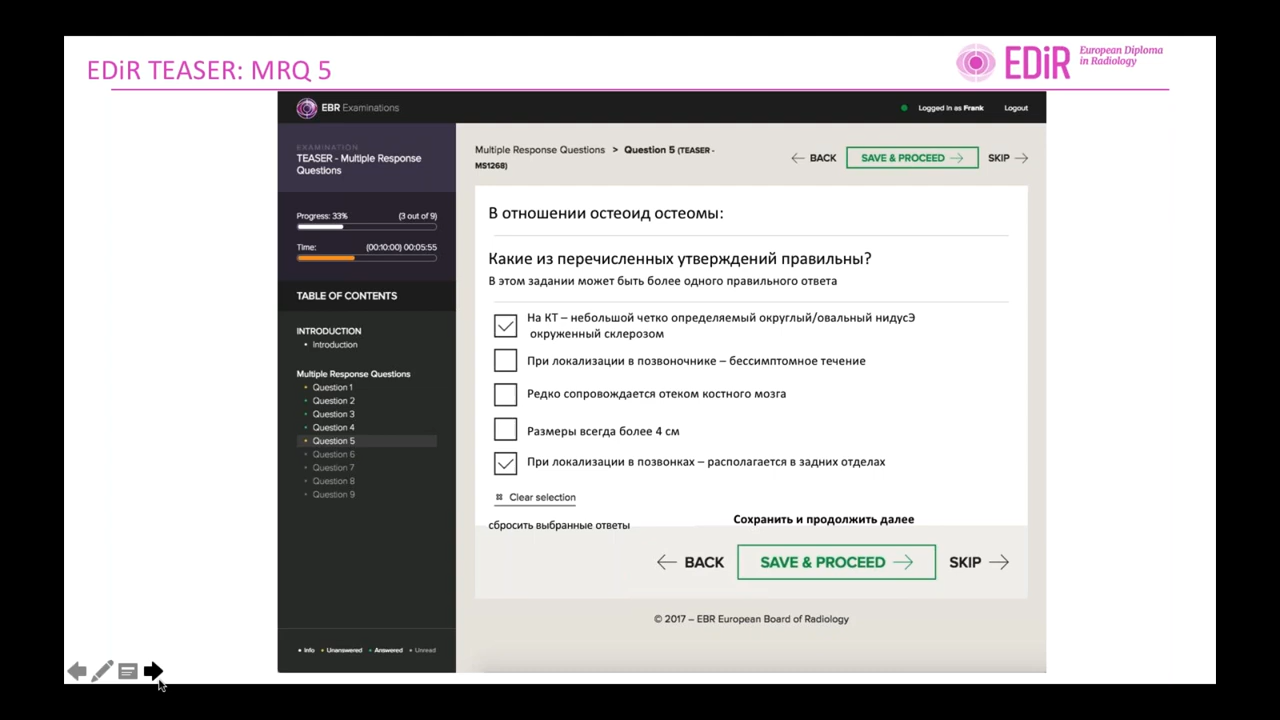 EDiR TEASER: MRQ 5
EDiR European Diploma
in Radiology
EBR Examinations
Logged in as Frank Logout
EXAMINATION
TEASER - Multiple Response
Questions
Progress: 33% (3 out of 9)
Time: (00:10:00) 00:05:55
TABLE OF CONTENTS
INTRODUCTION
• Introduction
Multiple Response Questions
• Question 1
• Question 2
• Question 3
• Question 4
• Question 5
• Question 6
• Question 7
• Question 8
• Question 9
• Info • Unanswered • Answered • Unread
Multiple Response Questions > Question 5 (TEASER -
MS1268)
← BACK SAVE & PROCEED → SKIP →
В отношении остеоид остеомы:
Какие из перечисленных утверждений правильны?
В этом задании может быть более одного правильного ответа
На КТ – небольшой четко определяемый округлый/овальный нидусЭ
окруженный склерозом
При локализации в позвоночнике – бессимптомное течение
Редко сопровождается отеком костного мозга
Размеры всегда более 4 см
При локализации в позвонках – располагается в задних отделах
Clear selection
сбросить выбранные ответы
Сохранить и продолжить далее
← BACK SAVE & PROCEED → SKIP →
© 2017 – EBR European Board of Radiology